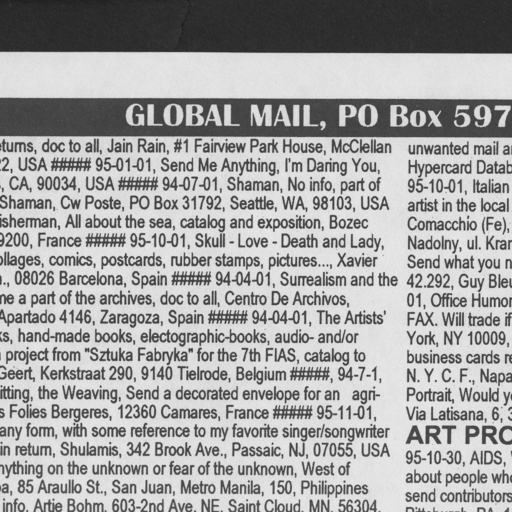 GLOBAL MAIL, PO Box 597
eturns, doc to all, Jain Rain, #1 Fairview Park House, McClellan
22, USA ##### 95-01-01, Send Me Anything, I'm Daring You,
, CA, 90034, USA ##### 94-07-01, Shaman, No info, part of
Shaman, Cw Poste, PO Box 31792, Seattle, WA, 98103, USA
isherman, All about the sea, catalog and exposition, Bozec
9200, France ##### 95-10-01, Skull - Love - Death and Lady,
ollages, comics, postcards, rubber stamps, pictures..., Xavier
., 08026 Barcelona, Spain ##### 94-04-01, Surrealism and the
me a part of the archives, doc to all, Centro De Archivos,
Apartado 4146, Zaragoza, Spain ##### 94-04-01, The Artists'
ks, hand-made books, electographic-books, audio- and/or
project from "Sztuka Fabryka" for the 7th FIAS, catalog to
Geert, Kerkstraat 290, 9140 Tielrode, Belgium #####, 94-7-1,
itting, the Weaving, Send a decorated envelope for an agri-
s Folies Bergeres, 12360 Camares, France ##### 95-11-01,
any form, with some reference to my favorite singer/songwriter
in return, Shulamis, 342 Brook Ave., Passaic, NJ, 07055, USA
nything on the unknown or fear of the unknown, West of
a, 85 Araullo St., San Juan, Metro Manila, 150, Philippines
info, Artie Bohm, 603-2nd Ave. NE, Saint Cloud, MN, 56304,
unwanted mail a
Hypercard Datab
95-10-01, Italian
artist in the local
Comacchio (Fe),
Nadolny, ul. Kra
Send what you n
42.292, Guy Bleu
01, Office Humor
FAX. Will trade if
York, NY 10009,
business cards re
N. Y. C. F., Napa
Portrait, Would yo
Via Latisana, 6, 3
ART PRO
95-10-30, AIDS,
about people who
send contributors